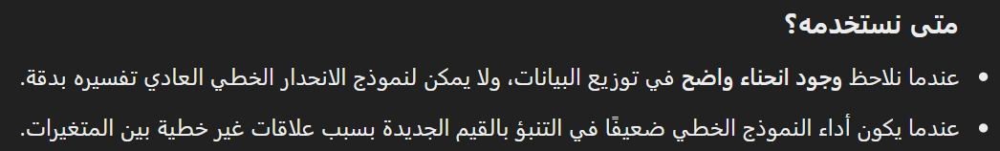 متى نستخدمه؟
عندما نلاحظ وجود انحناء واضح في توزيع البيانات، ولا يمكن لنموذج الانحدار الخطي العادي تفسيره بدقة.
عندما يكون أداء النموذج الخطي ضعيفًا في التنبؤ بالقيم الجديدة بسبب علاقات غير خطية بين المتغيرات.